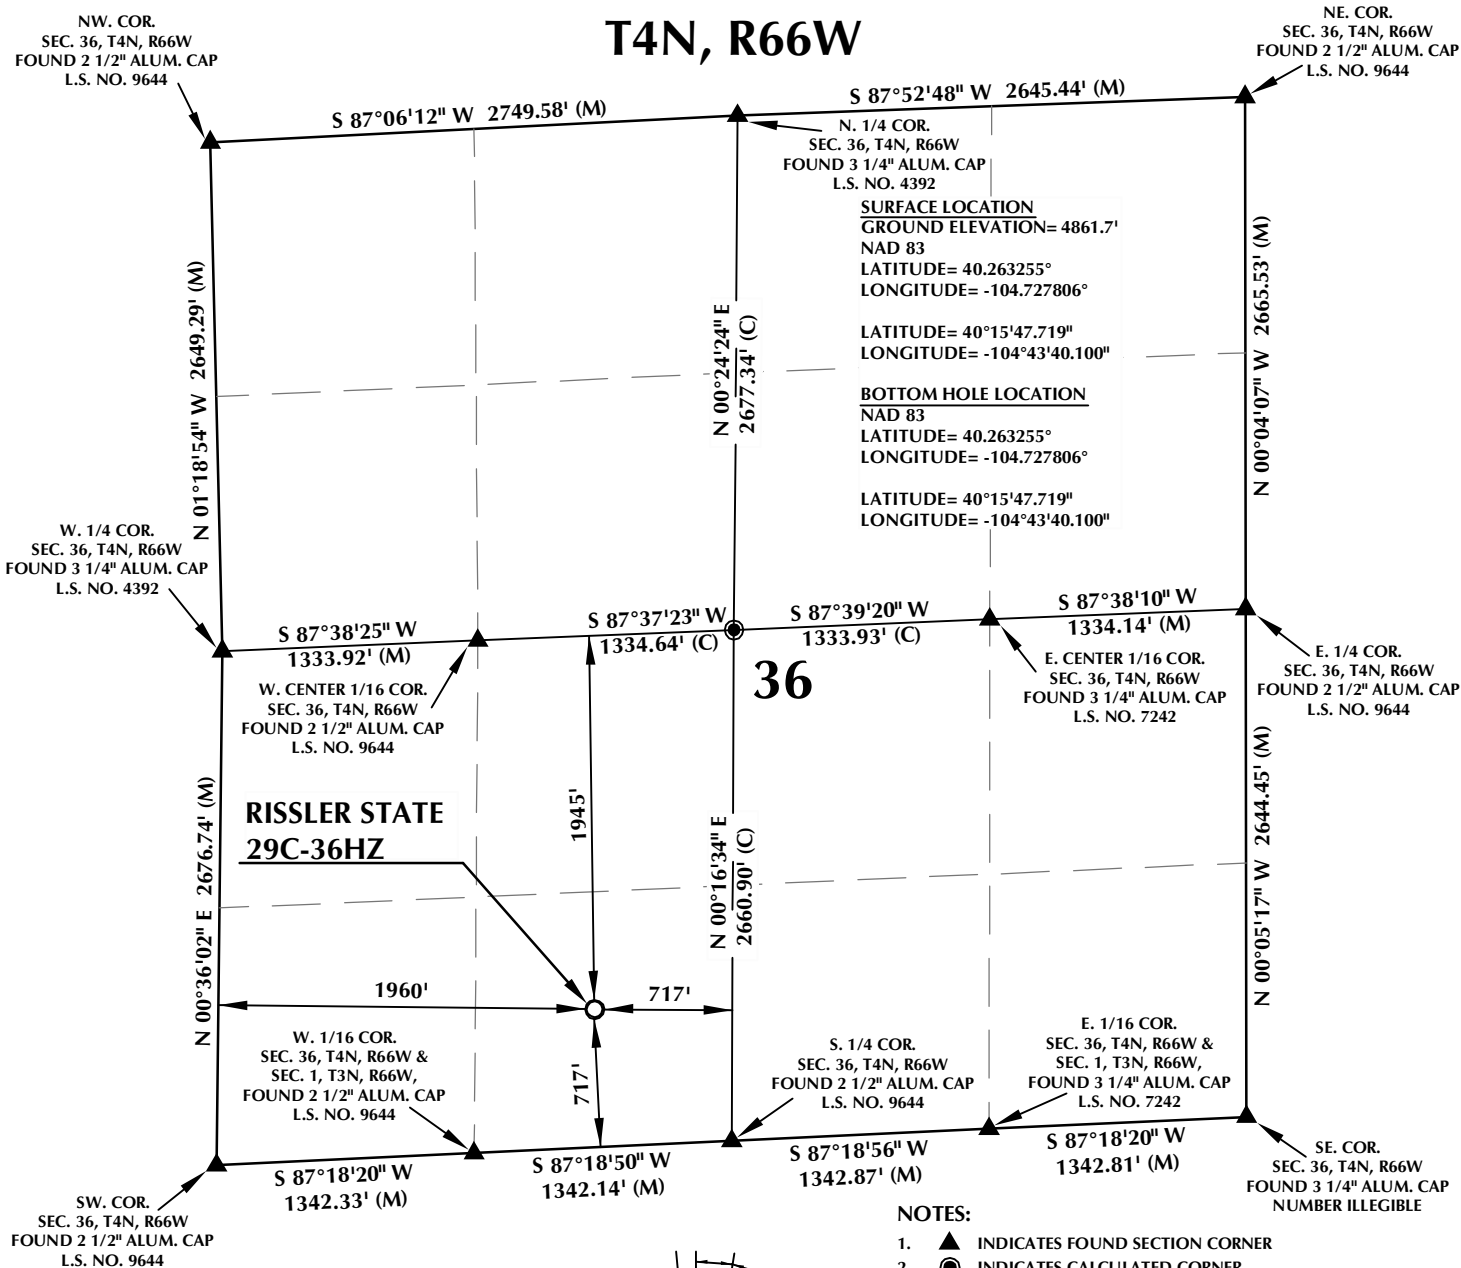 T4N, R66W
NW. COR.
SEC. 36, T4N, R66W
FOUND 2 1/2" ALUM. CAP
L.S. NO. 9644
NE. COR.
SEC. 36, T4N, R66W
FOUND 2 1/2" ALUM. CAP
L.S. NO. 9644
S 87°06'12" W 2749.58' (M)
S 87°52'48" W 2645.44' (M)
N. 1/4 COR.
SEC. 36, T4N, R66W
FOUND 3 1/4" ALUM. CAP
L.S. NO. 4392
SURFACE LOCATION
GROUND ELEVATION= 4861.7'
NAD 83
LATITUDE= 40.263255°
LONGITUDE= -104.727806°
LATITUDE= 40°15'47.719"
LONGITUDE= -104°43'40.100"
BOTTOM HOLE LOCATION
NAD 83
LATITUDE= 40.263255°
LONGITUDE= -104.727806°
LATITUDE= 40°15'47.719"
LONGITUDE= -104°43'40.100"
N 01°18'54" W 2649.29' (M)
N 00°24'24" E
2677.34' (C)
N 00°04'07" W 2665.53' (M)
W. 1/4 COR.
SEC. 36, T4N, R66W
FOUND 3 1/4" ALUM. CAP
L.S. NO. 4392
S 87°38'25" W
1333.92' (M)
S 87°37'23" W
1334.64' (C)
S 87°39'20" W
1333.93' (C)
S 87°38'10" W
1334.14' (M)
36
W. CENTER 1/16 COR.
SEC. 36, T4N, R66W
FOUND 2 1/2" ALUM. CAP
L.S. NO. 9644
E. CENTER 1/16 COR.
SEC. 36, T4N, R66W
FOUND 3 1/4" ALUM. CAP
L.S. NO. 7242
E. 1/4 COR.
SEC. 36, T4N, R66W
FOUND 2 1/2" ALUM. CAP
L.S. NO. 9644
RISSLER STATE
29C-36HZ
1945'
N 00°36'02" E 2676.74' (M)
N 00°16'34" E
2660.90' (C)
N 00°05'17" W 2644.45' (M)
1960'
717'
717'
W. 1/16 COR.
SEC. 36, T4N, R66W &
SEC. 1, T3N, R66W,
FOUND 2 1/2" ALUM. CAP
L.S. NO. 9644
S. 1/4 COR.
SEC. 36, T4N, R66W
FOUND 2 1/2" ALUM. CAP
L.S. NO. 9644
E. 1/16 COR.
SEC. 36, T4N, R66W &
SEC. 1, T3N, R66W,
FOUND 3 1/4" ALUM. CAP
L.S. NO. 7242
S 87°18'20" W
1342.33' (M)
S 87°18'50" W
1342.14' (M)
S 87°18'56" W
1342.87' (M)
S 87°18'20" W
1342.81' (M)
SW. COR.
SEC. 36, T4N, R66W
FOUND 2 1/2" ALUM. CAP
L.S. NO. 9644
SE. COR.
SEC. 36, T4N, R66W
FOUND 3 1/4" ALUM. CAP
NUMBER ILLEGIBLE
NOTES:
1. INDICATES FOUND SECTION CORNER
2. INDICATES CALCULATED CORNER